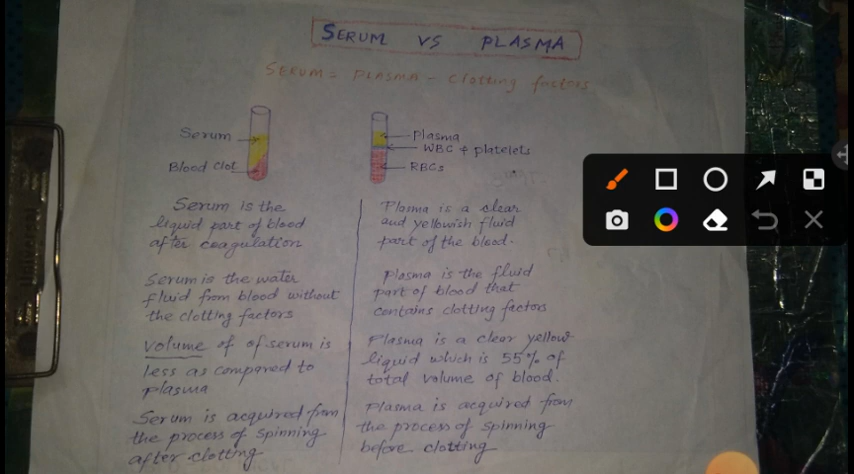 SERUM VS PLASMA
SERUM = PLASMA - Clotting factors
Serum
Blood Clot
Plasma
WBC & platelets
RBCs
Serum is the
liquid part of blood
after coagulation
Serum is the water
fluid from blood without
the clotting factors
Volume of of serum is
less as compared to
plasma
Serum is acquired from
the process of Spinning
after clotting
Plasma is a clear
and yellowish fluid
part of the blood.
Plasma is the fluid
part of blood that
contains clotting factors
Plasma is a clear yellow
liquid which is 55% of
total volume of blood.
Plasma is acquired from
the process of spinning
before clotting